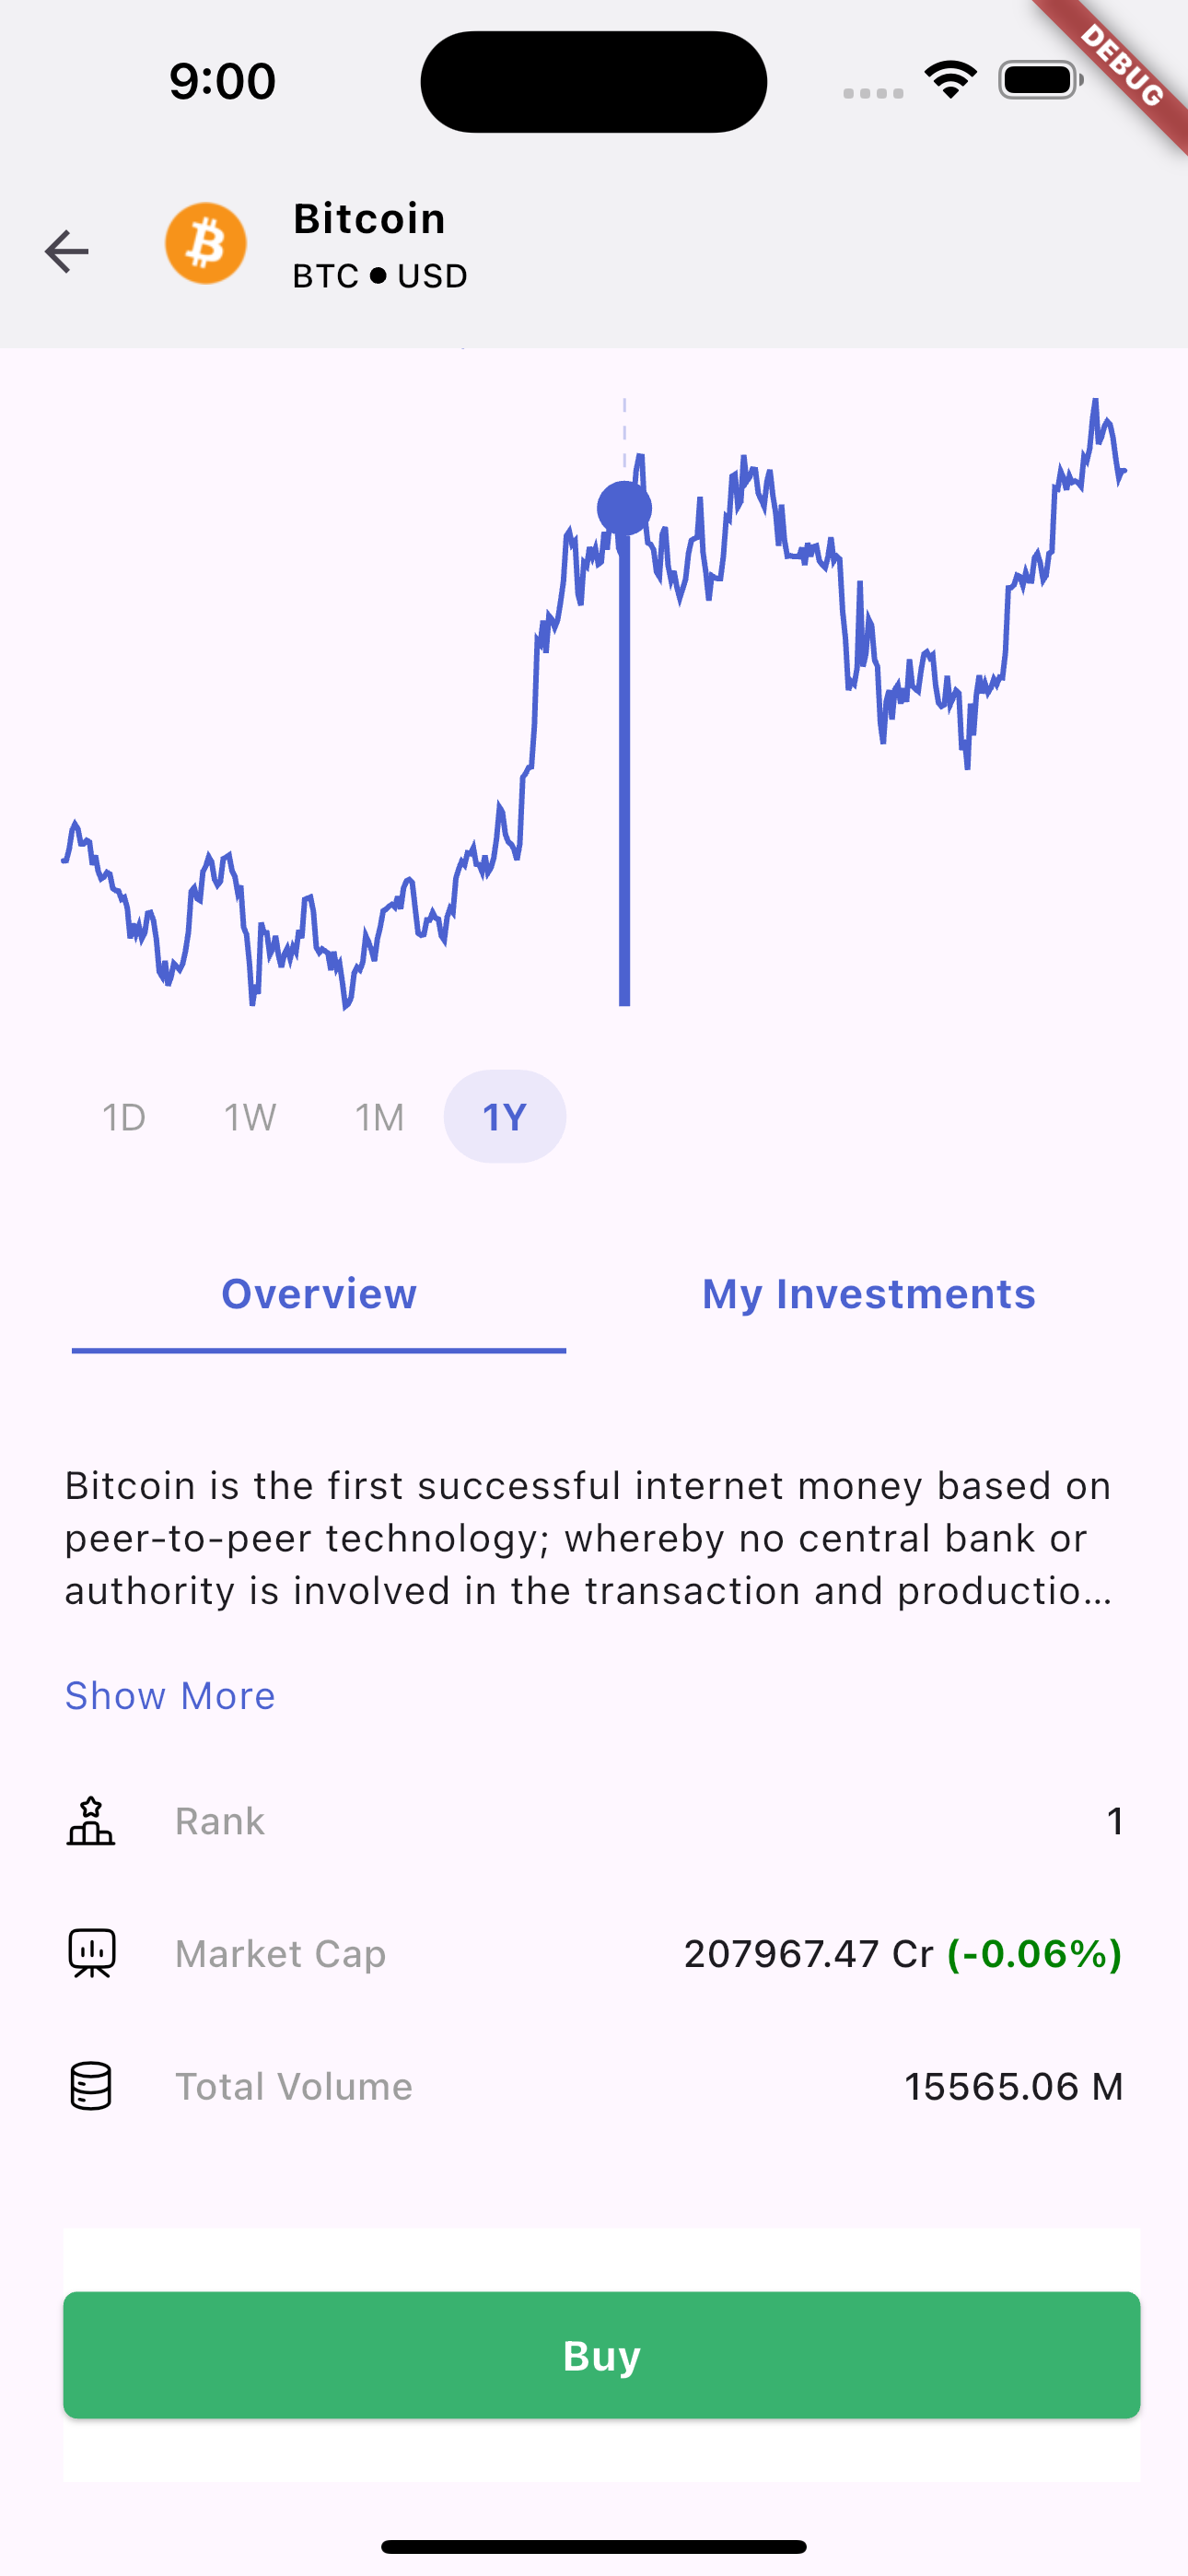 9:00
DEBUG
Bitcoin
BTC ● USD
1D 1W 1M 1Y
Overview My Investments
Bitcoin is the first successful internet money based on
peer-to-peer technology; whereby no central bank or
authority is involved in the transaction and productio...
Show More
Rank 1
Market Cap 207967.47 Cr (-0.06%)
Total Volume 15565.06 M
Buy